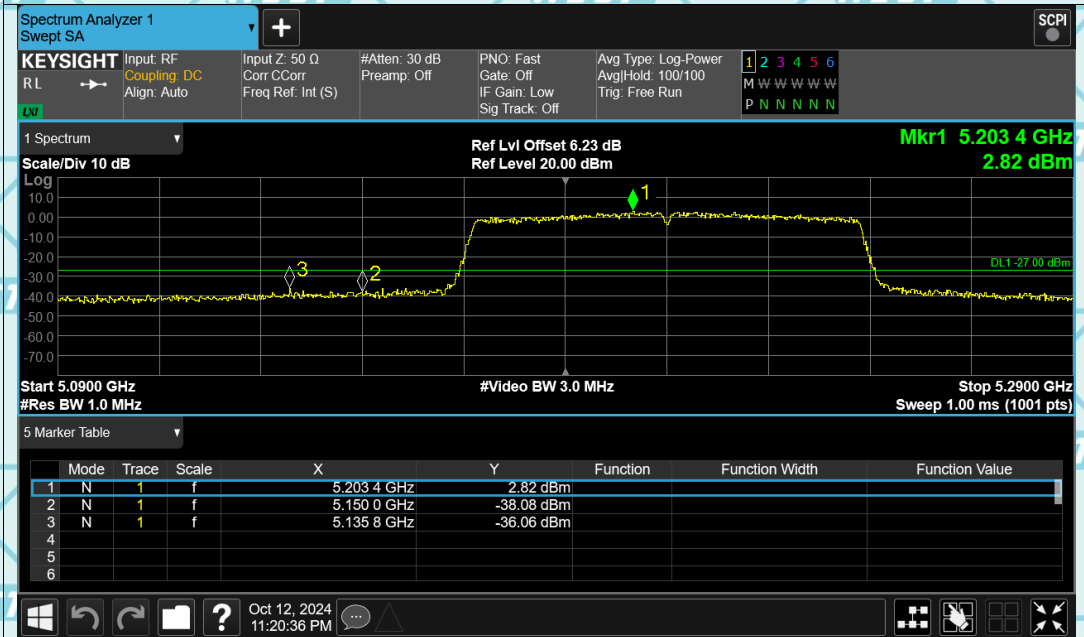 Spectrum Analyzer 1
Swept SA
+
SCPI
KEYSIGHT
RL
LXI
Input: RF
Coupling: DC
Align: Auto
Input Z: 50 Ω
Corr CCorr
Freq Ref: Int (S)
#Atten: 30 dB
Preamp: Off
PNO: Fast
Gate: Off
IF Gain: Low
Sig Track: Off
Avg Type: Log-Power
Avg|Hold: 100/100
Trig: Free Run
1 2 3 4 5 6
M W W W W W
P N N N N N
1 Spectrum
Scale/Div 10 dB
Ref Lvl Offset 6.23 dB
Ref Level 20.00 dBm
Mkr1 5.203 4 GHz
2.82 dBm
Log
10.0
0.00
-10.0
-20.0
-30.0
-40.0
-50.0
-60.0
-70.0
1
3
2
DL1 -27.00 dBm
Start 5.0900 GHz
#Res BW 1.0 MHz
#Video BW 3.0 MHz
Stop 5.2900 GHz
Sweep 1.00 ms (1001 pts)
5 Marker Table
Mode Trace Scale X Y Function Function Width Function Value
1 N 1 f 5.203 4 GHz 2.82 dBm
2 N 1 f 5.150 0 GHz -38.08 dBm
3 N 1 f 5.135 8 GHz -36.06 dBm
4
5
6
?
Oct 12, 2024
11:20:36 PM